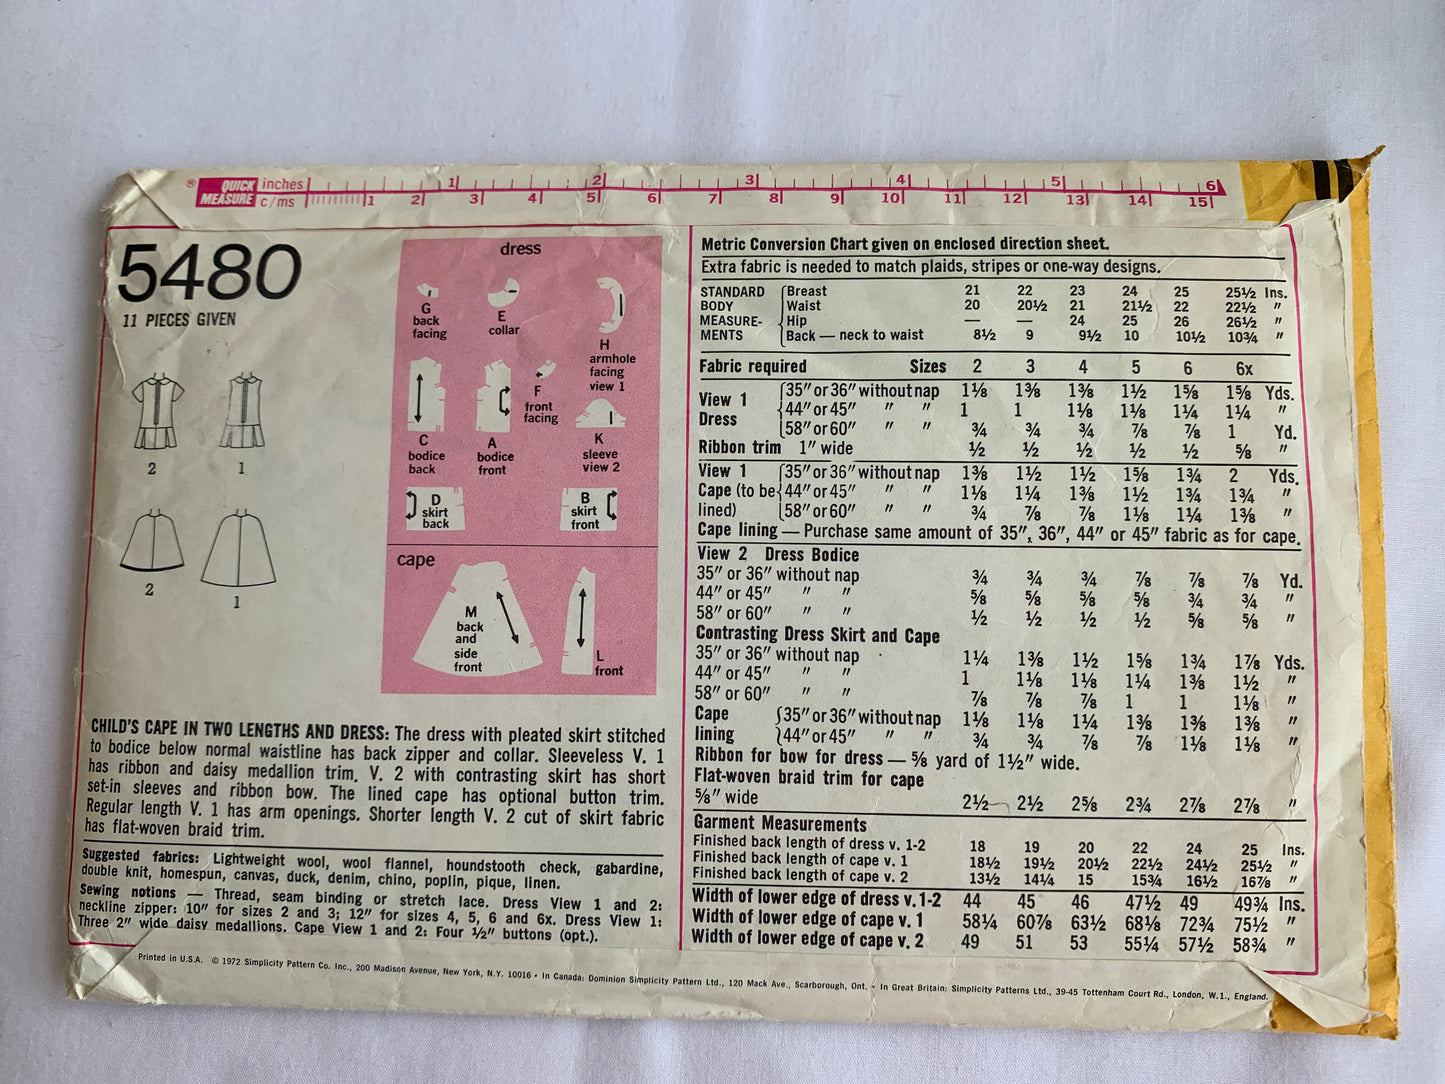 ® QUICK MEASURE inches 1 2 3 4 5 6
c/ms 1 2 3 4 5 6 7 8 9 10 11 12 13 14 15
5480
11 PIECES GIVEN
2 1
2 1
dress
G back facing
E collar
H armhole facing view 1
F front facing
C bodice back
A bodice front
K sleeve view 2
D skirt back
B skirt front
cape
M back and side front
L front
CHILD'S CAPE IN TWO LENGTHS AND DRESS: The dress with pleated skirt stitched
to bodice below normal waistline has back zipper and collar. Sleeveless V. 1
has ribbon and daisy medallion trim. V. 2 with contrasting skirt has short
set-in sleeves and ribbon bow. The lined cape has optional button trim.
Regular length V. 1 has arm openings. Shorter length V. 2 cut of skirt fabric
has flat-woven braid trim.
Suggested fabrics: Lightweight wool, wool flannel, houndstooth check, gabardine,
double knit, homespun, canvas, duck, denim, chino, poplin, pique, linen.
Sewing notions — Thread, seam binding or stretch lace. Dress View 1 and 2:
neckline zipper: 10" for sizes 2 and 3; 12" for sizes 4, 5, 6 and 6x. Dress View 1:
Three 2" wide daisy medallions. Cape View 1 and 2: Four ½" buttons (opt.).
Metric Conversion Chart given on enclosed direction sheet.
Extra fabric is needed to match plaids, stripes or one-way designs.
STANDARD Breast 21 22 23 24 25 25½ Ins.
BODY Waist 20 20½ 21 21½ 22 22½ "
MEASURE- Hip — — 24 25 26 26½ "
MENTS Back — neck to waist 8½ 9 9½ 10 10½ 10¾ "
Fabric required Sizes 2 3 4 5 6 6x
View 1 35" or 36" without nap 1⅛ 1⅜ 1⅜ 1½ 1⅝ 1⅝ Yds.
Dress 44" or 45" " " 1 1 1⅛ 1⅛ 1¼ 1¼ "
58" or 60" " " ¾ ¾ ¾ ⅞ ⅞ 1 Yd.
Ribbon trim 1" wide ½ ½ ½ ½ ½ ⅝ "
View 1 35" or 36" without nap 1⅜ 1½ 1½ 1⅝ 1¾ 2 Yds.
Cape (to be 44" or 45" " " 1⅛ 1¼ 1⅜ 1½ 1¾ 1¾ "
lined) 58" or 60" " " ¾ ⅞ ⅞ 1⅛ 1¼ 1⅜ "
Cape lining — Purchase same amount of 35", 36", 44" or 45" fabric as for cape.
View 2 Dress Bodice
35" or 36" without nap ¾ ¾ ¾ ⅞ ⅞ ⅞ Yd.
44" or 45" " " ⅝ ⅝ ⅝ ⅝ ¾ ¾ "
58" or 60" " " ½ ½ ½ ½ ⅝ ⅝ "
Contrasting Dress Skirt and Cape
35" or 36" without nap 1¼ 1⅜ 1½ 1⅝ 1¾ 1⅞ Yds.
44" or 45" " " 1 1⅛ 1⅛ 1¼ 1⅜ 1½ "
58" or 60" " " ⅞ ⅞ ⅞ 1 1 1⅛ "
Cape 35" or 36" without nap 1⅛ 1⅛ 1¼ 1⅜ 1⅜ 1⅜ "
lining 44" or 45" " " ¾ ¾ ⅞ ⅞ 1⅛ 1⅛ "
Ribbon for bow for dress — ⅝ yard of 1½" wide.
Flat-woven braid trim for cape
⅝" wide 2½ 2½ 2⅝ 2¾ 2⅞ 2⅞ "
Garment Measurements
Finished back length of dress v. 1-2 18 19 20 22 24 25 Ins.
Finished back length of cape v. 1 18½ 19½ 20½ 22½ 24½ 25½ "
Finished back length of cape v. 2 13½ 14¼ 15 15¾ 16½ 16⅞ "
Width of lower edge of dress v. 1-2 44 45 46 47½ 49 49¾ Ins.
Width of lower edge of cape v. 1 58¼ 60⅞ 63½ 68⅛ 72¾ 75½ "
Width of lower edge of cape v. 2 49 51 53 55¼ 57½ 58¾ "
Printed in U.S.A. © 1972 Simplicity Pattern Co. Inc., 200 Madison Avenue, New York, N.Y. 10016 • In Canada: Dominion Simplicity Pattern Ltd., 120 Mack Ave., Scarborough, Ont. • In Great Britain: Simplicity Patterns Ltd., 39-45 Tottenham Court Rd., London, W.1., England.